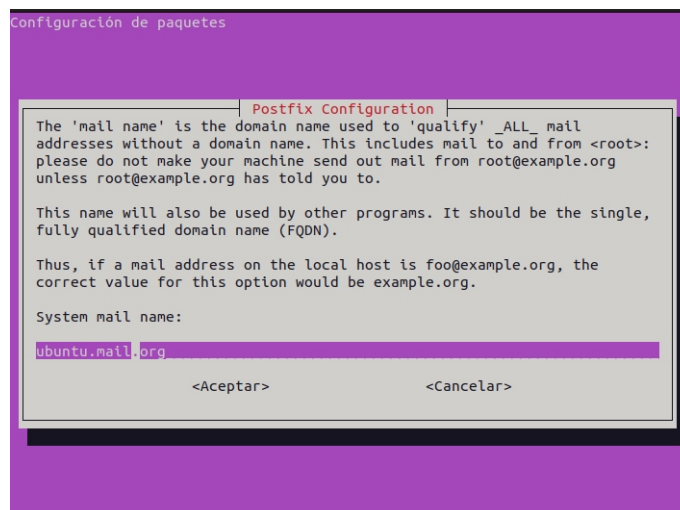 Configuración de paquetes
Postfix Configuration
The 'mail name' is the domain name used to 'qualify' _ALL_ mail
addresses without a domain name. This includes mail to and from <root>:
please do not make your machine send out mail from root@example.org
unless root@example.org has told you to.
This name will also be used by other programs. It should be the single,
fully qualified domain name (FQDN).
Thus, if a mail address on the local host is foo@example.org, the
correct value for this option would be example.org.
System mail name:
ubuntu.mail.org
<Aceptar> <Cancelar>